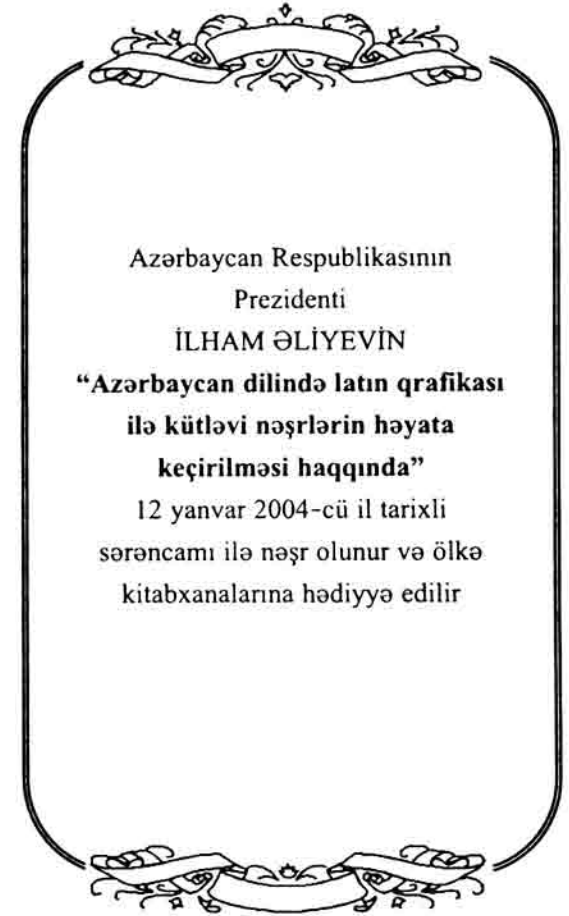 Azərbaycan Respublikasının
Prezidenti
İLHAM ƏLİYEVİN
“Azərbaycan dilində latın qrafikası
ilə kütləvi nəşrlərin həyata
keçirilməsi haqqında”
12 yanvar 2004-cü il tarixli
sərəncamı ilə nəşr olunur və ölkə
kitabxanalarına hədiyyə edilir